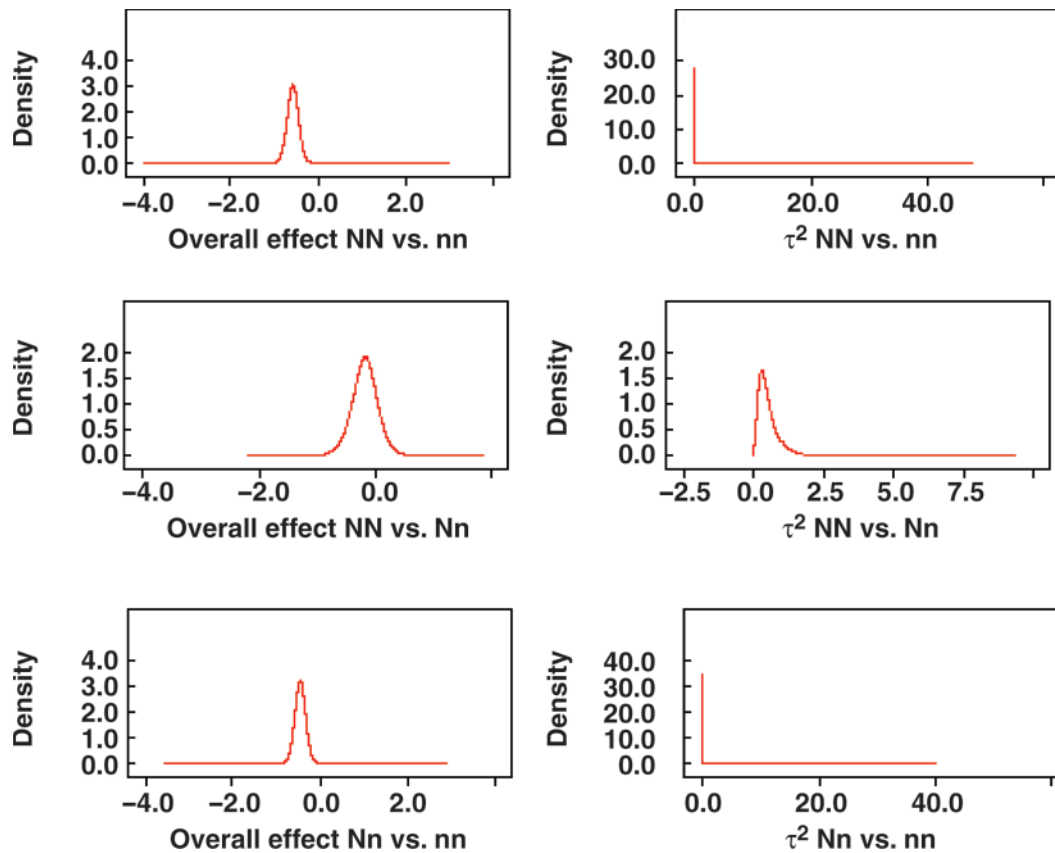 Density
4.0
3.0
2.0
1.0
0.0
−4.0 −2.0 0.0 2.0
Overall effect NN vs. nn
Density
30.0
20.0
10.0
0.0
0.0 20.0 40.0
τ² NN vs. nn
Density
2.0
1.5
1.0
0.5
0.0
−4.0 −2.0 0.0
Overall effect NN vs. Nn
Density
2.0
1.5
1.0
0.5
0.0
−2.5 0.0 2.5 5.0 7.5
τ² NN vs. Nn
Density
4.0
3.0
2.0
1.0
0.0
−4.0 −2.0 0.0 2.0
Overall effect Nn vs. nn
Density
40.0
30.0
20.0
10.0
0.0
0.0 20.0 40.0
τ² Nn vs. nn